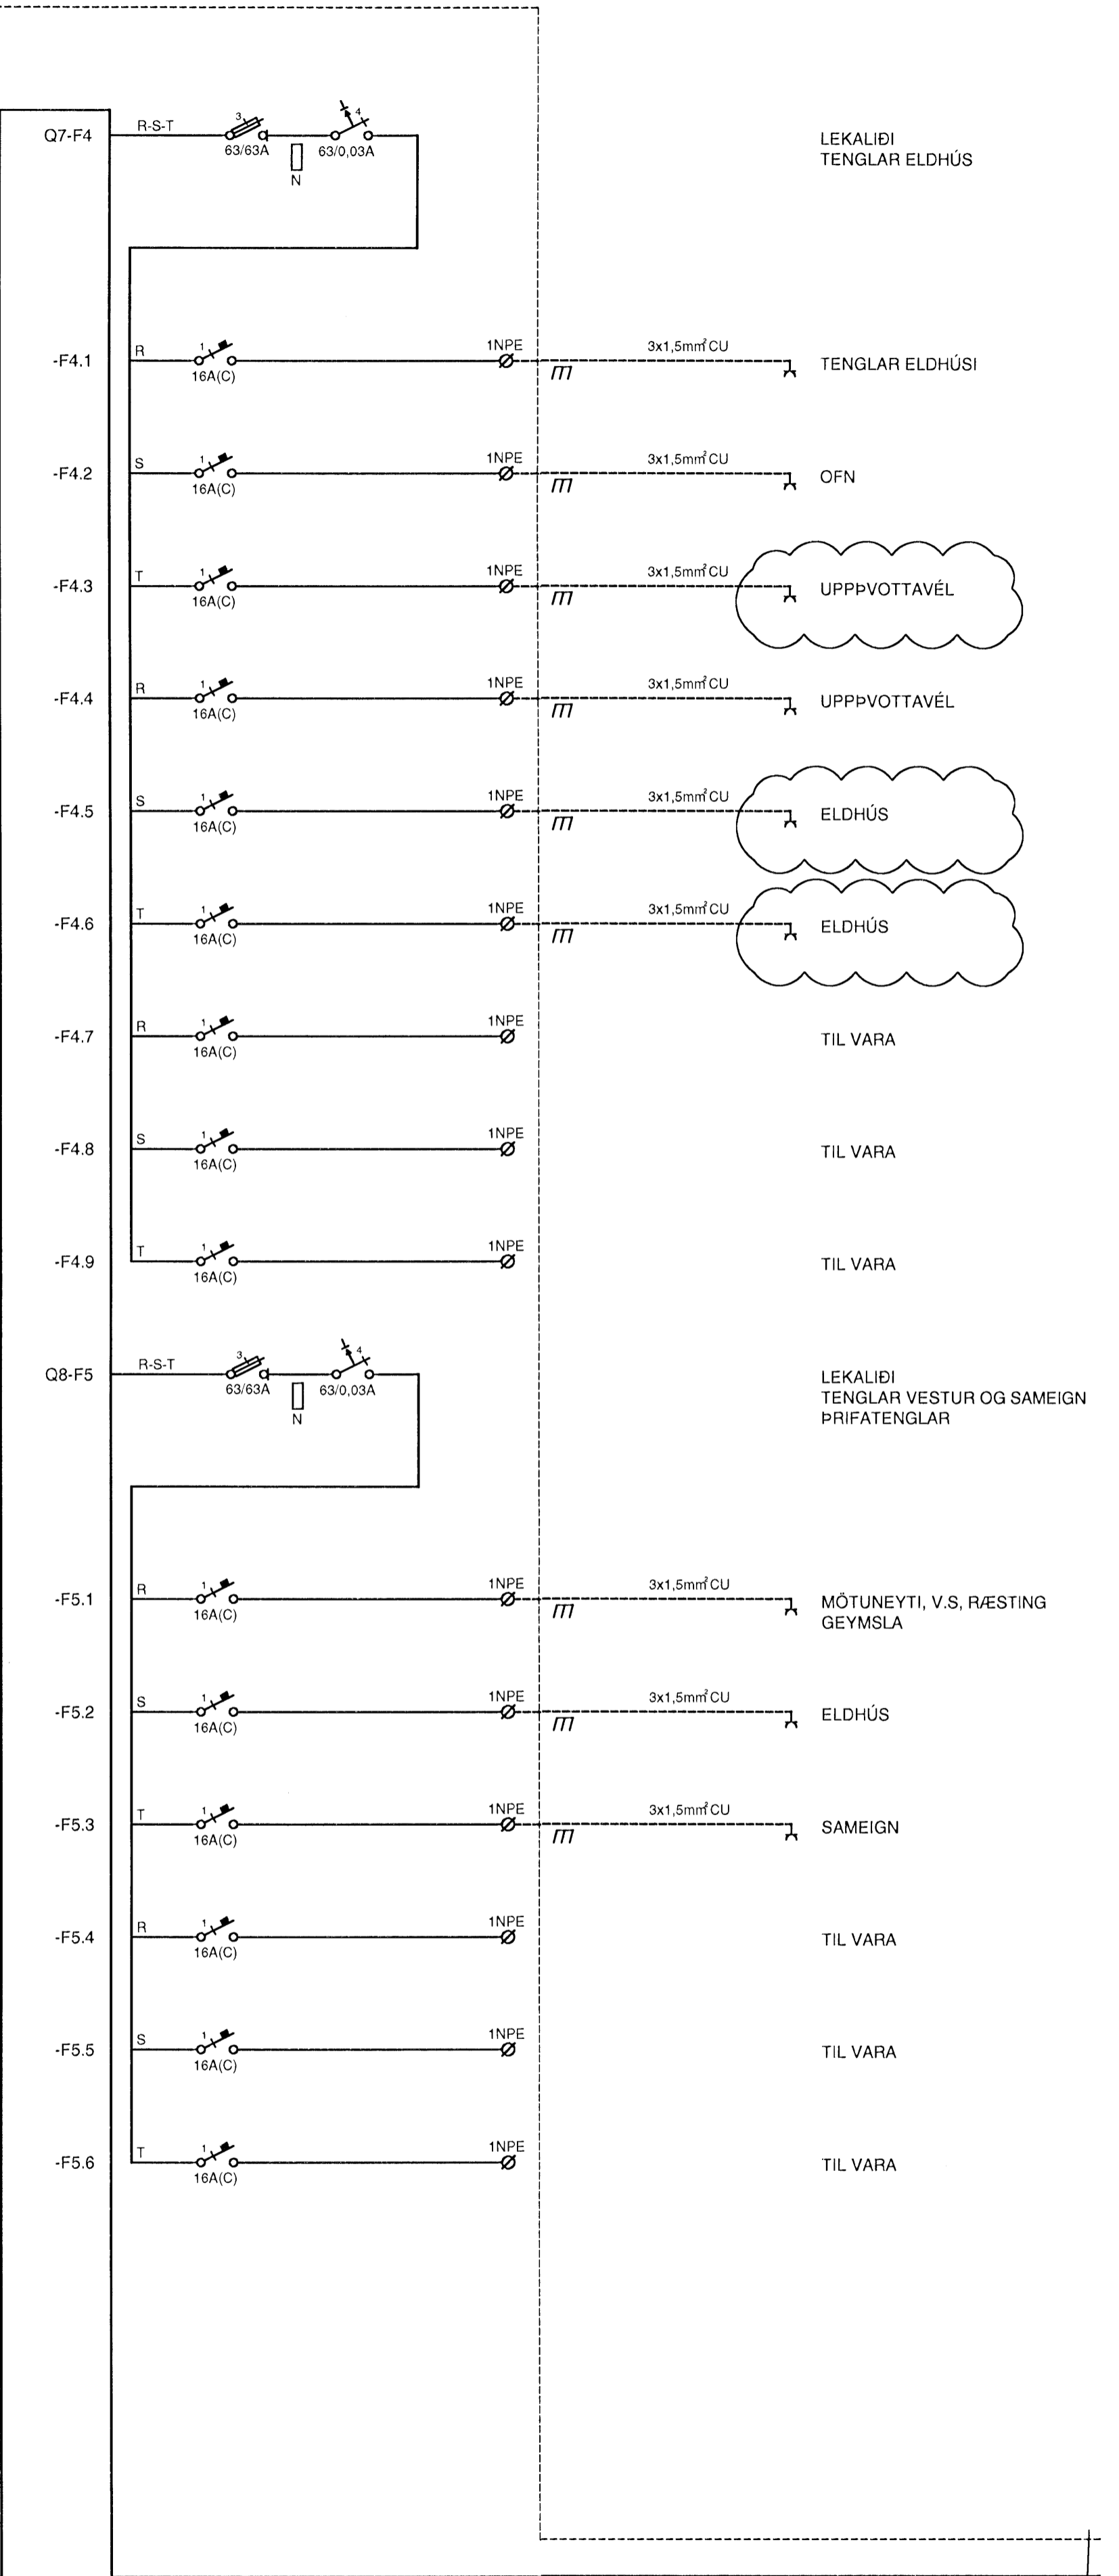 Q7-F4 R-S-T 3 63/63A N 4 63/0,03A LEKALIÐI
TENGLAR ELDHÚS
-F4.1 R 1 16A(C) 1NPE 3x1,5mm² CU TENGLAR ELDHÚSI
-F4.2 S 1 16A(C) 1NPE 3x1,5mm² CU OFN
-F4.3 T 1 16A(C) 1NPE 3x1,5mm² CU UPPÞVOTTAVÉL
-F4.4 R 1 16A(C) 1NPE 3x1,5mm² CU UPPÞVOTTAVÉL
-F4.5 S 1 16A(C) 1NPE 3x1,5mm² CU ELDHÚS
-F4.6 T 1 16A(C) 1NPE 3x1,5mm² CU ELDHÚS
-F4.7 R 1 16A(C) 1NPE TIL VARA
-F4.8 S 1 16A(C) 1NPE TIL VARA
-F4.9 T 1 16A(C) 1NPE TIL VARA
Q8-F5 R-S-T 3 63/63A N 4 63/0,03A LEKALIÐI
TENGLAR VESTUR OG SAMEIGN
ÞRIFATENGLAR
-F5.1 R 1 16A(C) 1NPE 3x1,5mm² CU MÖTUNEYTI, V.S, RÆSTING
GEYMSLA
-F5.2 S 1 16A(C) 1NPE 3x1,5mm² CU ELDHÚS
-F5.3 T 1 16A(C) 1NPE 3x1,5mm² CU SAMEIGN
-F5.4 R 1 16A(C) 1NPE TIL VARA
-F5.5 S 1 16A(C) 1NPE TIL VARA
-F5.6 T 1 16A(C) 1NPE TIL VARA